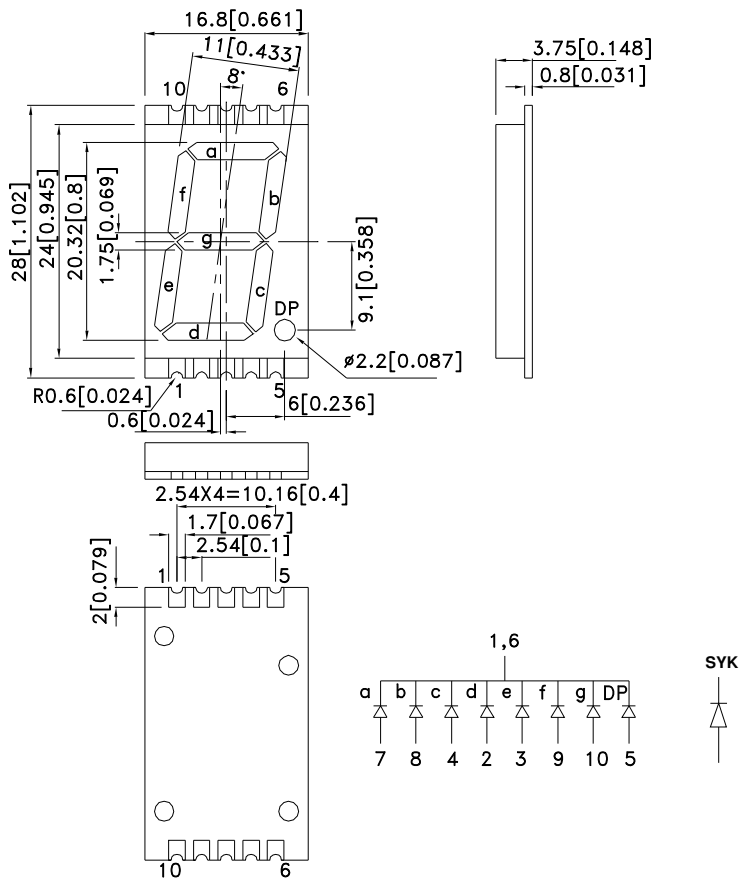 16.8[0.661]
11[0.433]
8°
10 6
3.75[0.148]
0.8[0.031]
a
f
b
g
e
c
d
DP
28[1.102]
24[0.945]
20.32[0.8]
1.75[0.069]
9.1[0.358]
ø2.2[0.087]
R0.6[0.024]
1 5
6[0.236]
0.6[0.024]
2.54X4=10.16[0.4]
1.7[0.067]
2.54[0.1]
1 5
2[0.079]
10 6
1,6
a b c d e f g DP
7 8 4 2 3 9 10 5
SYK